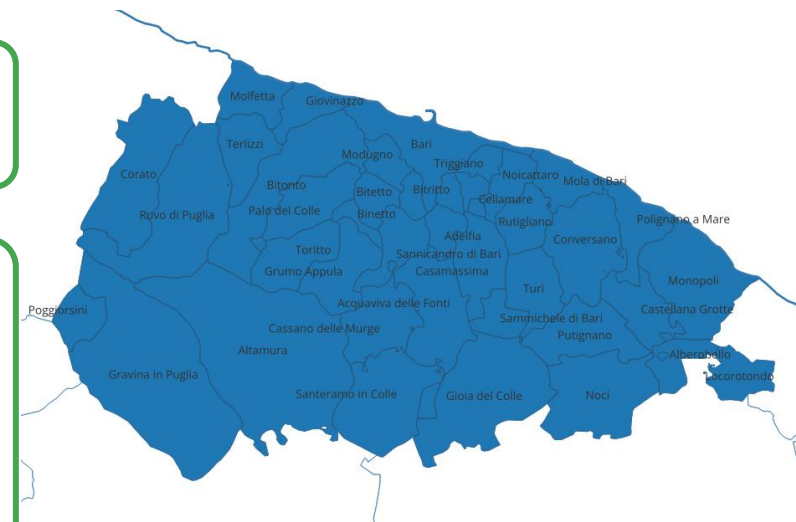 Molfetta
Giovinazzo
Terlizzi
Bari
Modugno
Triggiano
Corato
Noicattaro
Mola di Bari
Bitonto
Bitetto
Bitritto
Cellamare
Palo del Colle
Binetto
Rovo di Puglia
Rutigliano
Polignano a Mare
Adelfia
Conversano
Toritto
Sannicandro di Bari
Grumo Appula
Casamassima
Monopoli
Turi
Poggiorsini
Acquaviva delle Fonti
Castellana Grotte
Sammichele di Bari
Cassano delle Murge
Putignano
Altamura
Alberobello
Gravina in Puglia
Locorotondo
Santeramo in Colle
Gioia del Colle
Noci